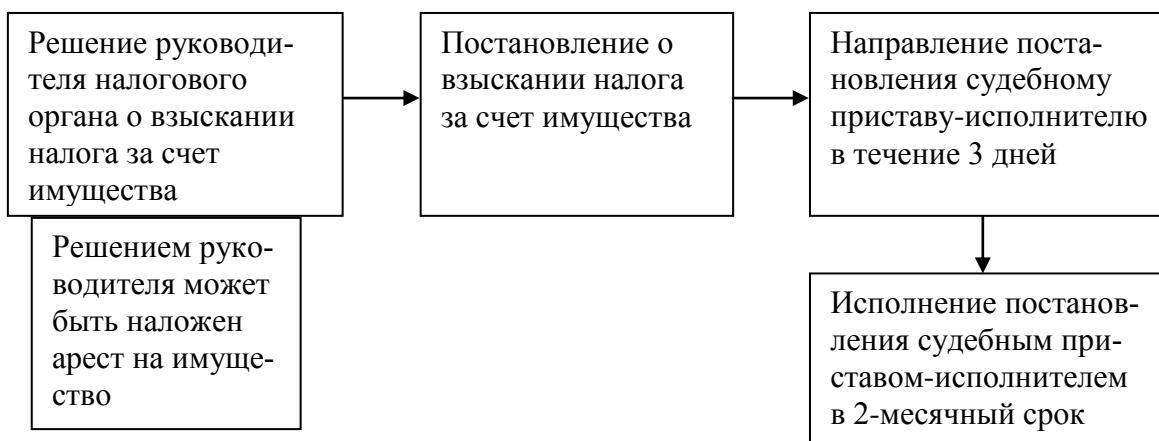 Решение руководи-
теля налогового
органа о взыскании
налога за счет
имущества
Решением руко-
водителя может
быть наложен
арест на имуще-
ство
Постановление о
взыскании налога
за счет имущества
Направление поста-
новления судебному
приставу-исполнителю
в течение 3 дней
Исполнение постанов-
ления судебным при-
ставом-исполнителем
в 2-месячный срок